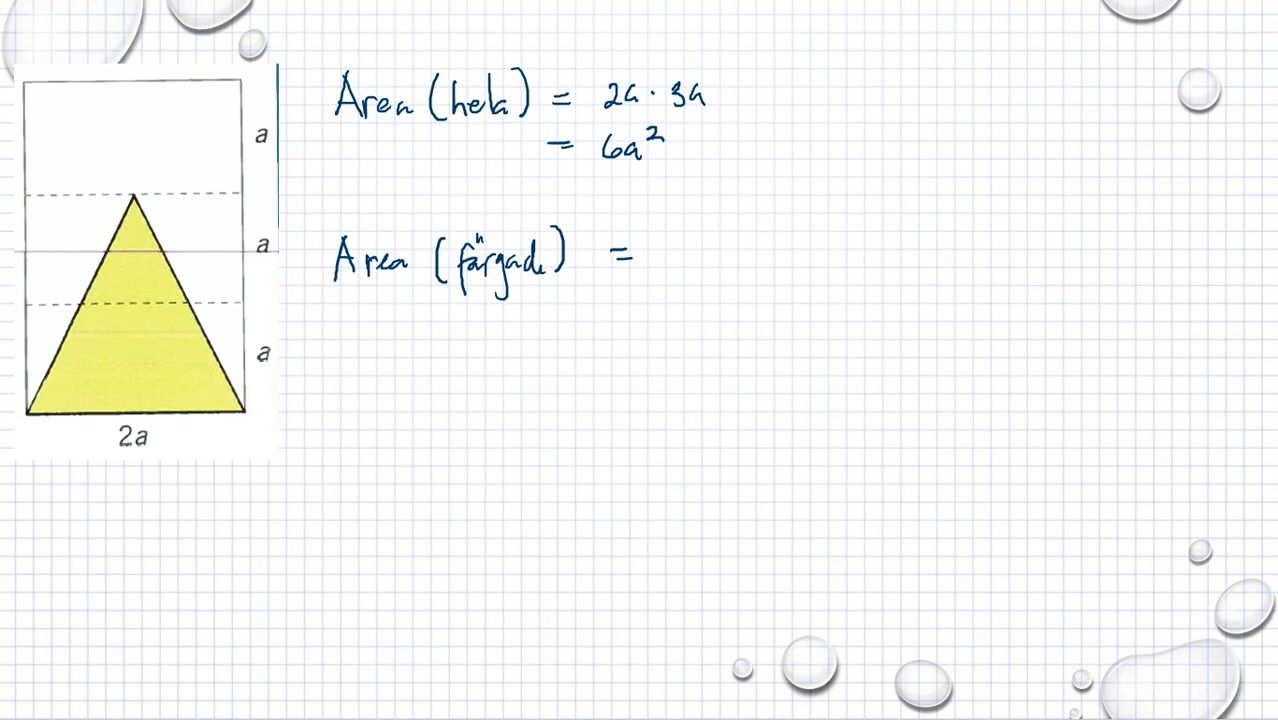 Area (hela) = 2a · 3a
= 6a²
a
a
Area (färgade) =
a
2a